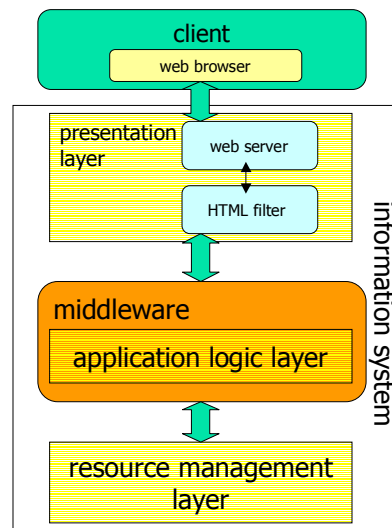 client
web browser
presentation
layer
web server
HTML filter
information system
middleware
application logic layer
resource management
layer